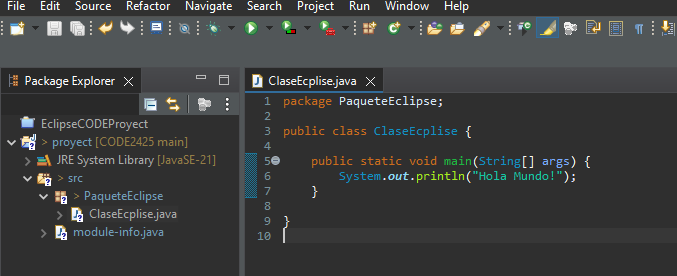 File Edit Source Refactor Navigate Search Project Run Window Help
Package Explorer
EclipseCODEProyect
> proyect [CODE2425 main]
JRE System Library [JavaSE-21]
> src
> PaqueteEclipse
ClaseEcplise.java
module-info.java
ClaseEcplise.java
1 package PaqueteEclipse;
2
3 public class ClaseEcplise {
4
5 public static void main(String[] args) {
6 System.out.println("Hola Mundo!");
7 }
8
9 }
10